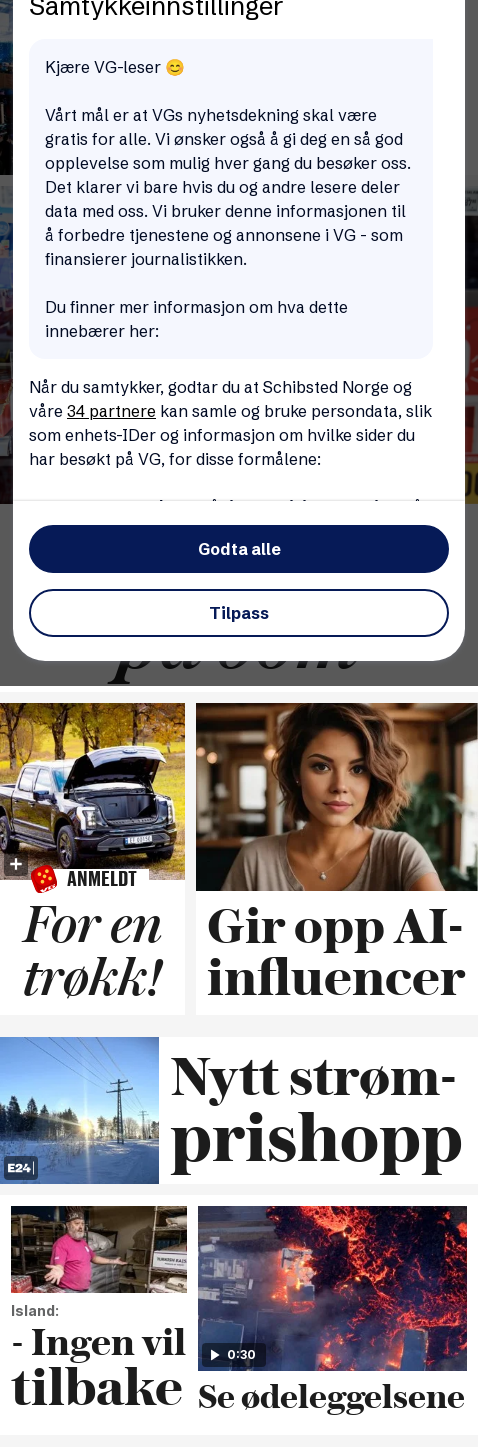 Samtykkeinnstillinger
Kjære VG-leser 😊
Vårt mål er at VGs nyhetsdekning skal være
gratis for alle. Vi ønsker også å gi deg en så god
opplevelse som mulig hver gang du besøker oss.
Det klarer vi bare hvis du og andre lesere deler
data med oss. Vi bruker denne informasjonen til
å forbedre tjenestene og annonsene i VG - som
finansierer journalistikken.
Du finner mer informasjon om hva dette
innebærer her:
Når du samtykker, godtar du at Schibsted Norge og
våre 34 partnere kan samle og bruke persondata, slik
som enhets-IDer og informasjon om hvilke sider du
har besøkt på VG, for disse formålene:
Godta alle
Tilpass
ANMELDT
For en
trøkk!
Gir opp AI-
influencer
Nytt strøm-
prishopp
E24
Island:
- Ingen vil
tilbake
0:30
Se ødeleggelsene